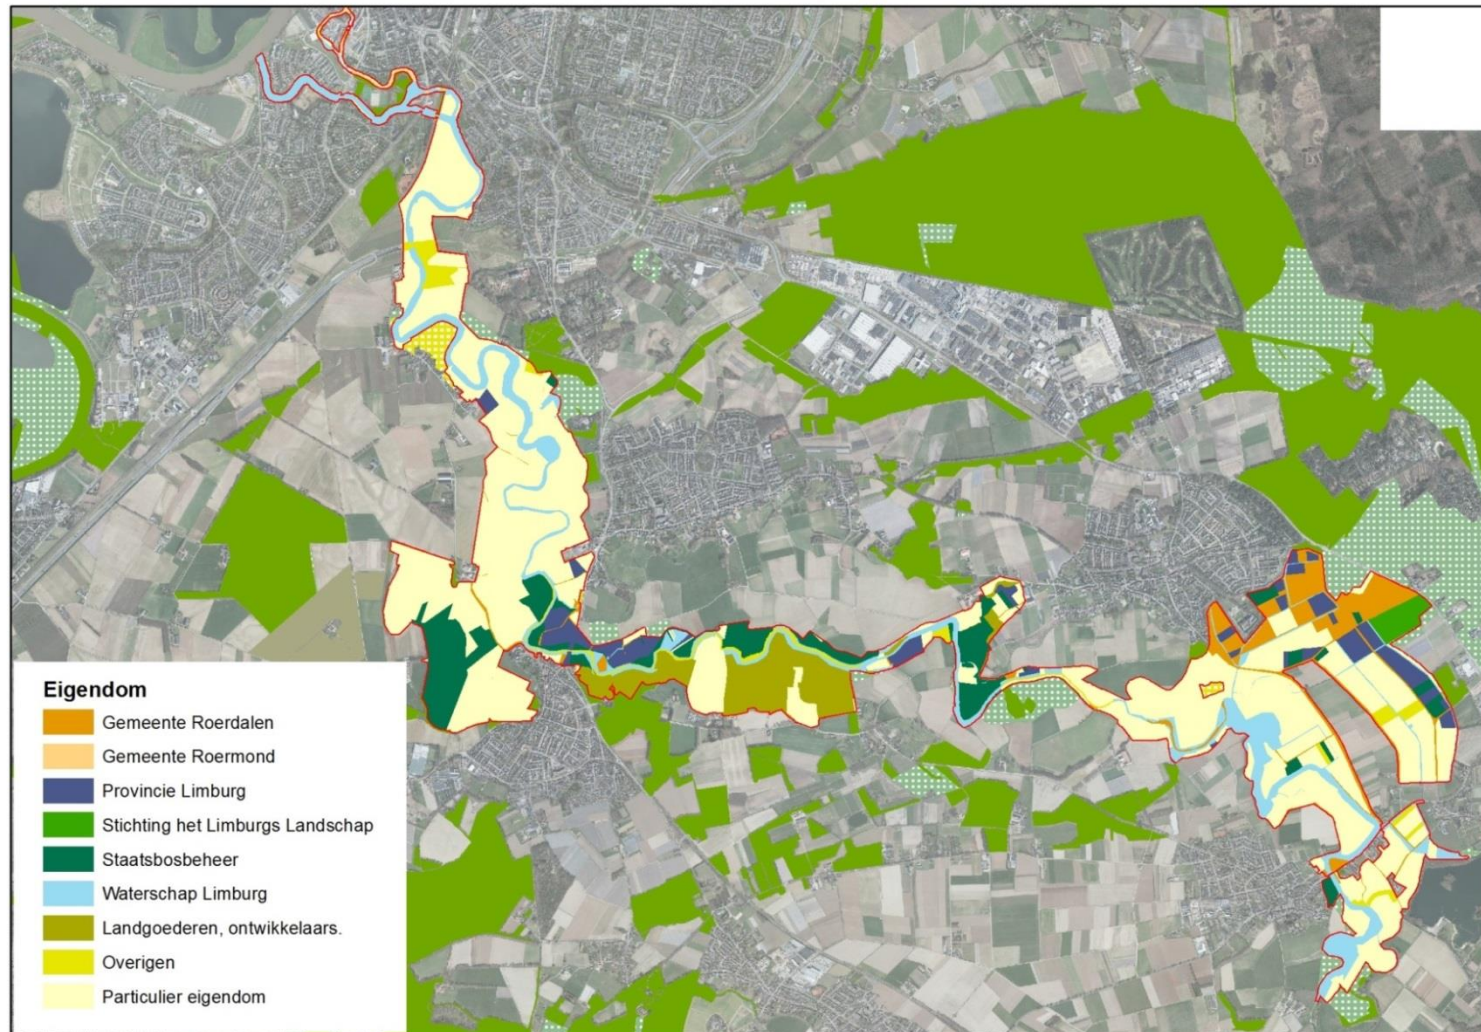 Eigendom
Gemeente Roerdalen
Gemeente Roermond
Provincie Limburg
Stichting het Limburgs Landschap
Staatsbosbeheer
Waterschap Limburg
Landgoederen, ontwikkelaars.
Overigen
Particulier eigendom